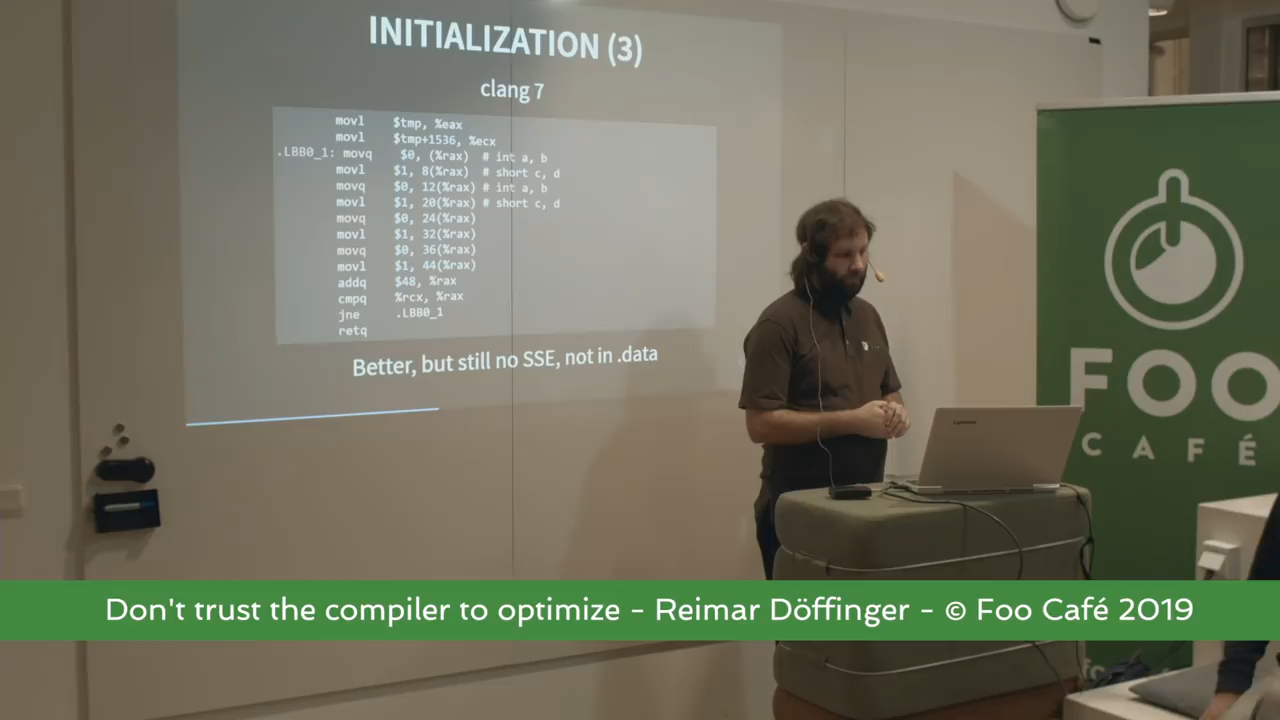 INITIALIZATION (3)
clang 7
movl $tmp, %eax
movl $tmp+1536, %ecx
.LBB0_1: movq $0, (%rax) # int a, b
movl $1, 8(%rax) # short c, d
movq $0, 12(%rax) # int a, b
movl $1, 20(%rax) # short c, d
movq $0, 24(%rax)
movl $1, 32(%rax)
movq $0, 36(%rax)
movl $1, 44(%rax)
addq $48, %rax
cmpq %rcx, %rax
jne .LBB0_1
retq
Better, but still no SSE, not in .data
FOO
CAFÉ
Lenovo
Don't trust the compiler to optimize - Reimar Döffinger - © Foo Café 2019